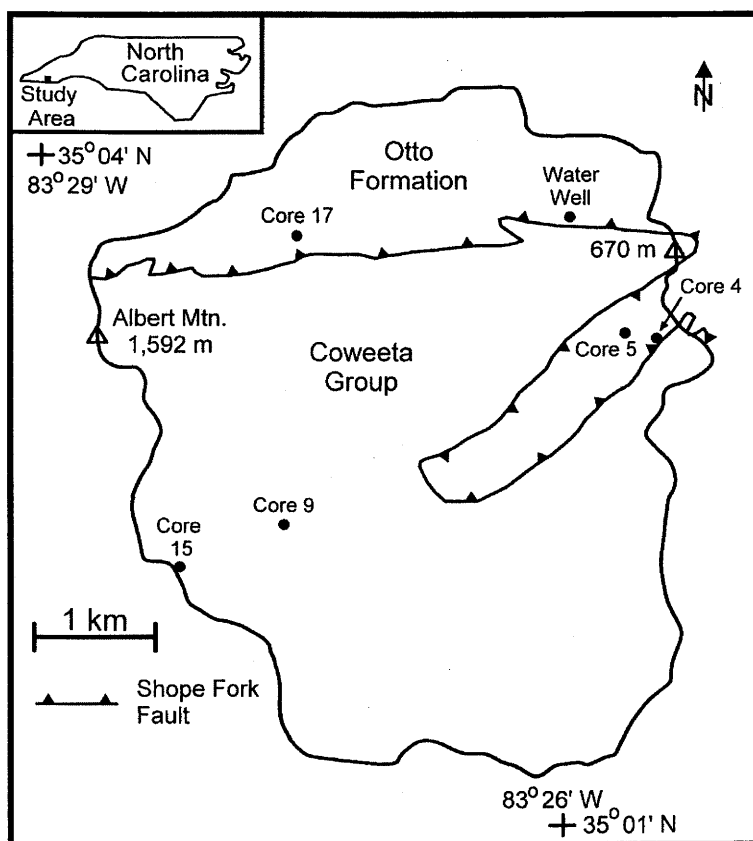 North
Carolina
Study
Area
N
35° 04' N
83° 29' W
Otto
Formation
Water
Well
Core 17
670 m
Core 4
Albert Mtn.
1,592 m
Core 5
Coweeta
Group
Core 9
Core
15
1 km
Shope Fork
Fault
83° 26' W
35° 01' N